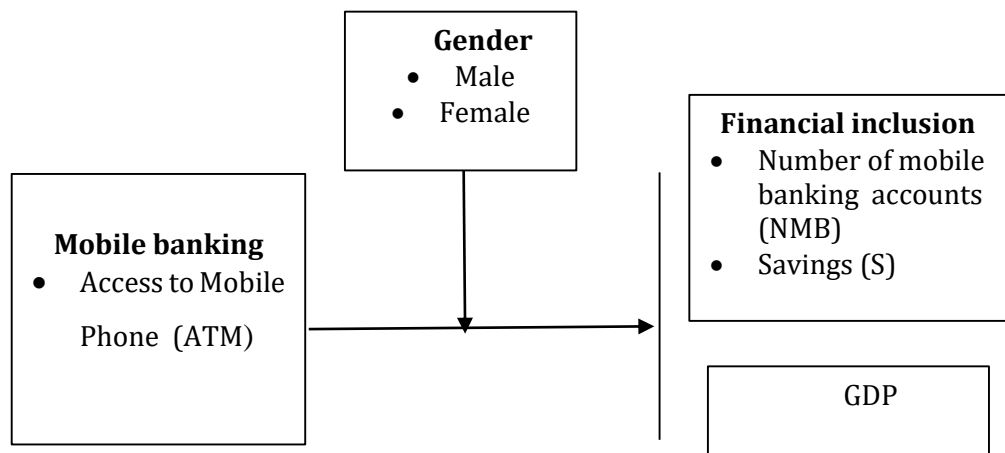 Gender
• Male
• Female
Financial inclusion
• Number of mobile
banking accounts
(NMB)
• Savings (S)
Mobile banking
• Access to Mobile
Phone (ATM)
GDP